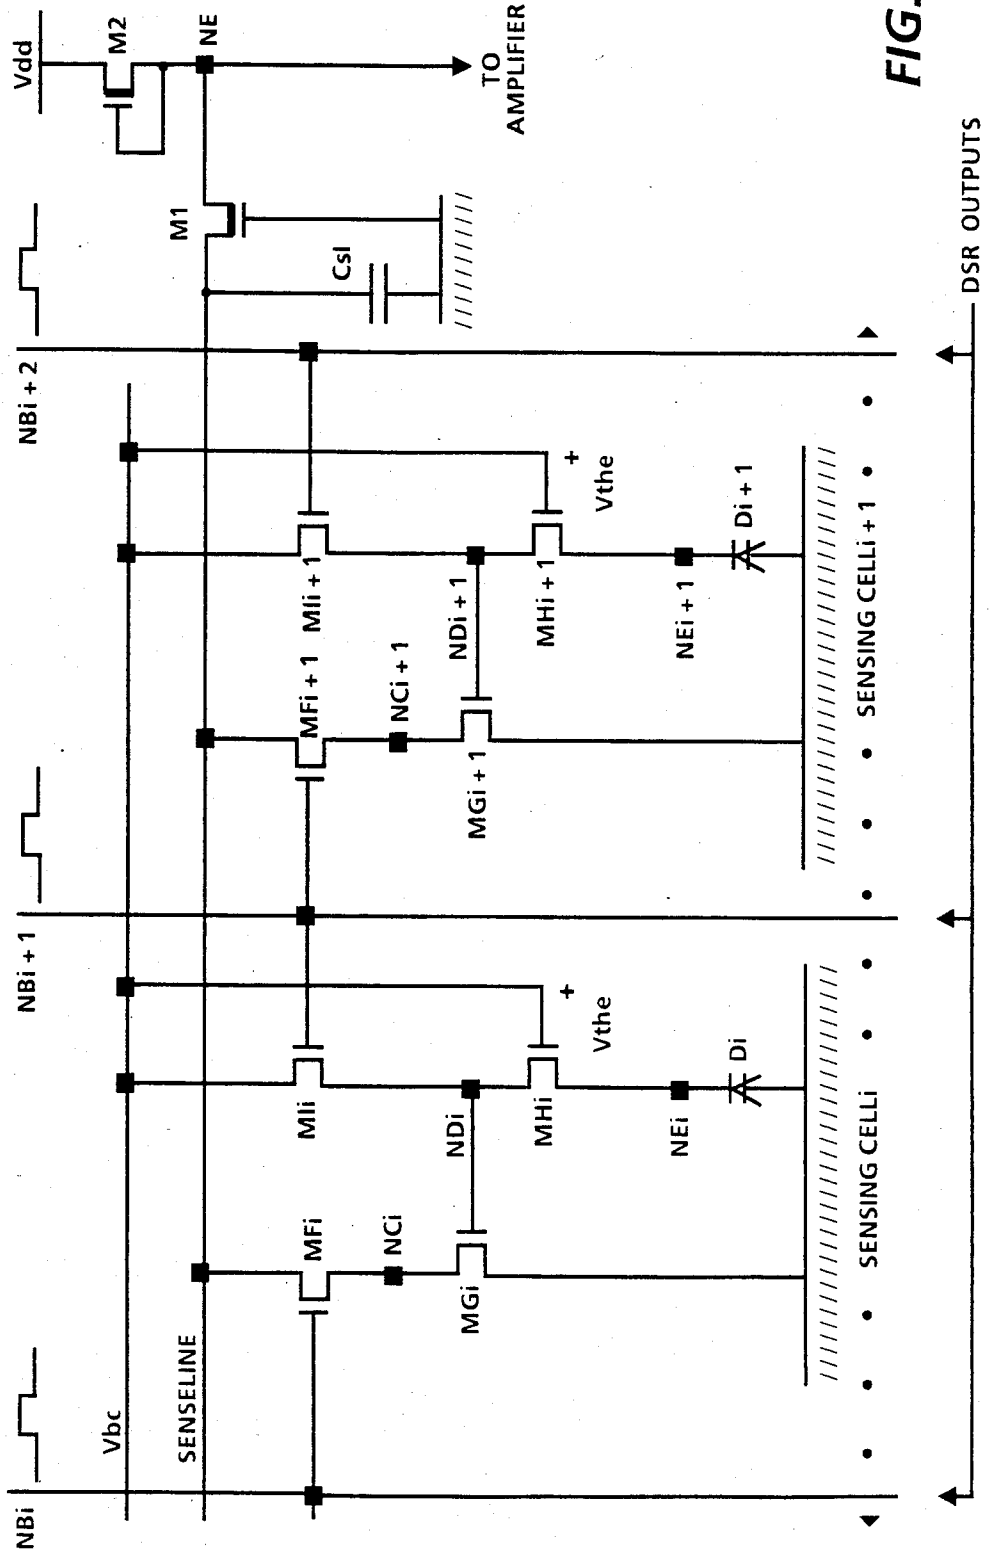 NBi
NBi + 1
NBi + 2
Vdd
Vbc
SENSELINE
M2
NE
M1
Csl
TO
AMPLIFIER
MFi
NCi
MGi
MIi
NDi
MHi
+
Vthe
NEi
Di
MFi + 1
NCi + 1
MGi + 1
MIi + 1
NDi + 1
MHi + 1
+
Vthe
NEi + 1
Di + 1
SENSING CELLi
SENSING CELLi + 1
DSR OUTPUTS
FIG.